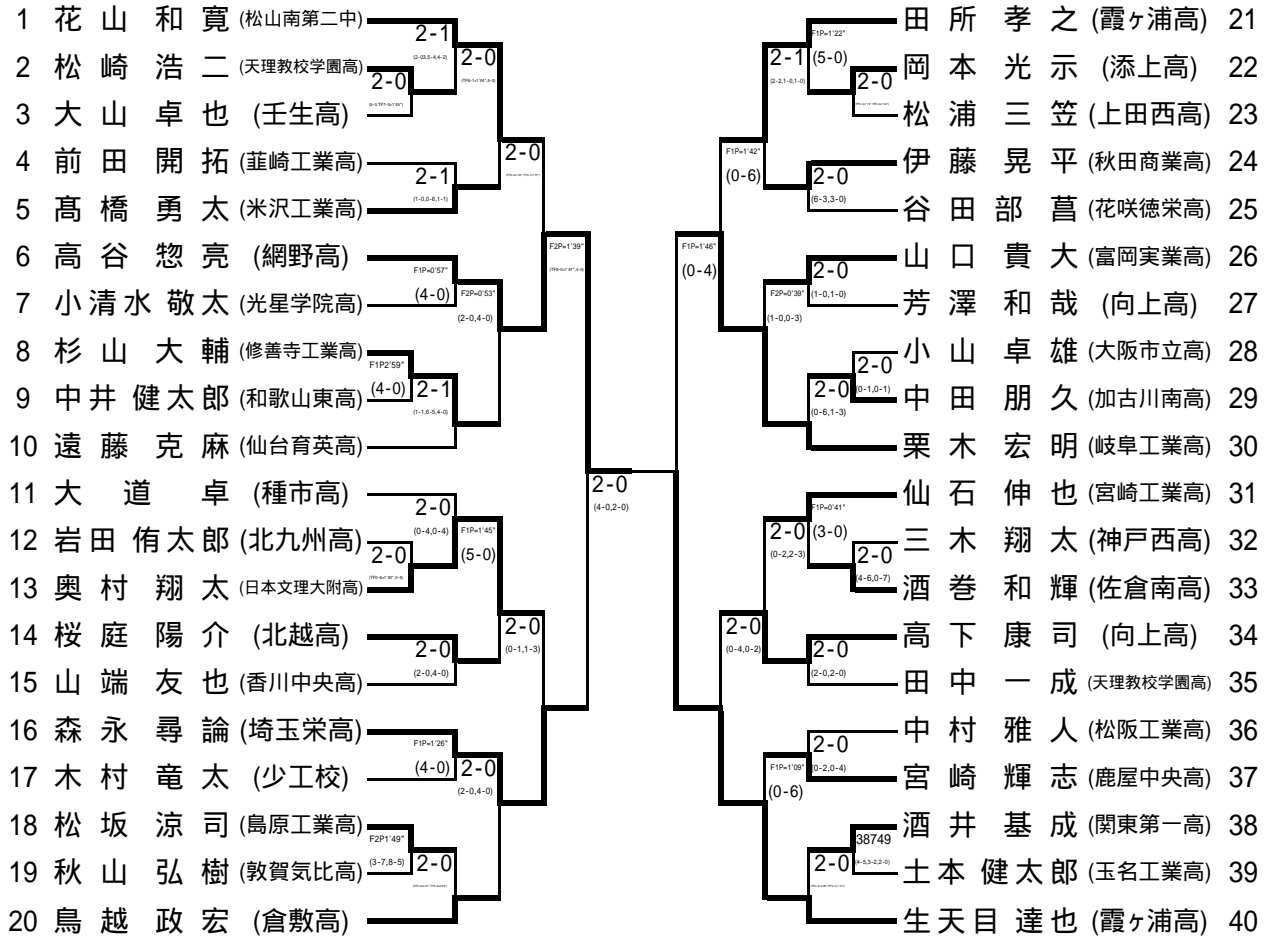 1 花山和寛 (松山南第二中)
2 松崎浩二 (天理教校学園高)
3 大山卓也 (壬生高)
4 前田開拓 (韮崎工業高)
5 髙橋勇太 (米沢工業高)
6 高谷惣亮 (網野高)
7 小清水敬太 (光星学院高)
8 杉山大輔 (修善寺工業高)
9 中井健太郎 (和歌山東高)
10 遠藤克麻 (仙台育英高)
11 大道卓 (種市高)
12 岩田侑太郎 (北九州高)
13 奥村翔太 (日本文理大附高)
14 桜庭陽介 (北越高)
15 山端友也 (香川中央高)
16 森永尋論 (埼玉栄高)
17 木村竜太 (少工校)
18 松坂涼司 (島原工業高)
19 秋山弘樹 (敦賀気比高)
20 鳥越政宏 (倉敷高)
2-1
2-0
2-0
2-0
2-1
(1-0,0-6,1-1)
F1P=0'57"
(4-0)
F2P=0'53"
(2-0,4-0)
F2P=1'39"
F1P2'59"
(4-0)
2-1
(1-1,6-5,4-0)
2-0
(0-4,0-4)
2-0
F1P=1'45"
(5-0)
2-0
(0-1,1-3)
2-0
(2-0,4-0)
F1P=1'26"
(4-0)
2-0
(2-0,4-0)
F2P1'49"
(3-7,8-5)
2-0
2-0
(4-0,2-0)
田所孝之 (霞ヶ浦高) 21
岡本光示 (添上高) 22
松浦三笠 (上田西高) 23
伊藤晃平 (秋田商業高) 24
谷田部菖 (花咲徳栄高) 25
山口貴大 (富岡実業高) 26
芳澤和哉 (向上高) 27
小山卓雄 (大阪市立高) 28
中田朋久 (加古川南高) 29
栗木宏明 (岐阜工業高) 30
仙石伸也 (宮崎工業高) 31
三木翔太 (神戸西高) 32
酒巻和輝 (佐倉南高) 33
高下康司 (向上高) 34
田中一成 (天理教校学園高) 35
中村雅人 (松阪工業高) 36
宮崎輝志 (鹿屋中央高) 37
酒井基成 (関東第一高) 38
土本健太郎 (玉名工業高) 39
生天目達也 (霞ヶ浦高) 40
F1P=1'22"
(5-0)
2-1
(2-2,1-0,1-0)
2-0
F1P=1'42"
(0-6)
2-0
(6-3,3-0)
F1P=1'46"
(0-4)
2-0
(1-0,1-0)
F2P=0'39"
(1-0,0-3)
2-0
(0-1,0-1)
2-0
(0-6,1-3)
F1P=0'41"
(3-0)
2-0
(0-2,2-3)
2-0
(4-6,0-7)
2-0
(0-4,0-2)
2-0
(2-0,2-0)
2-0
(0-2,0-4)
F1P=1'09"
(0-6)
38749
(4-5,3-2,2-0)
2-0